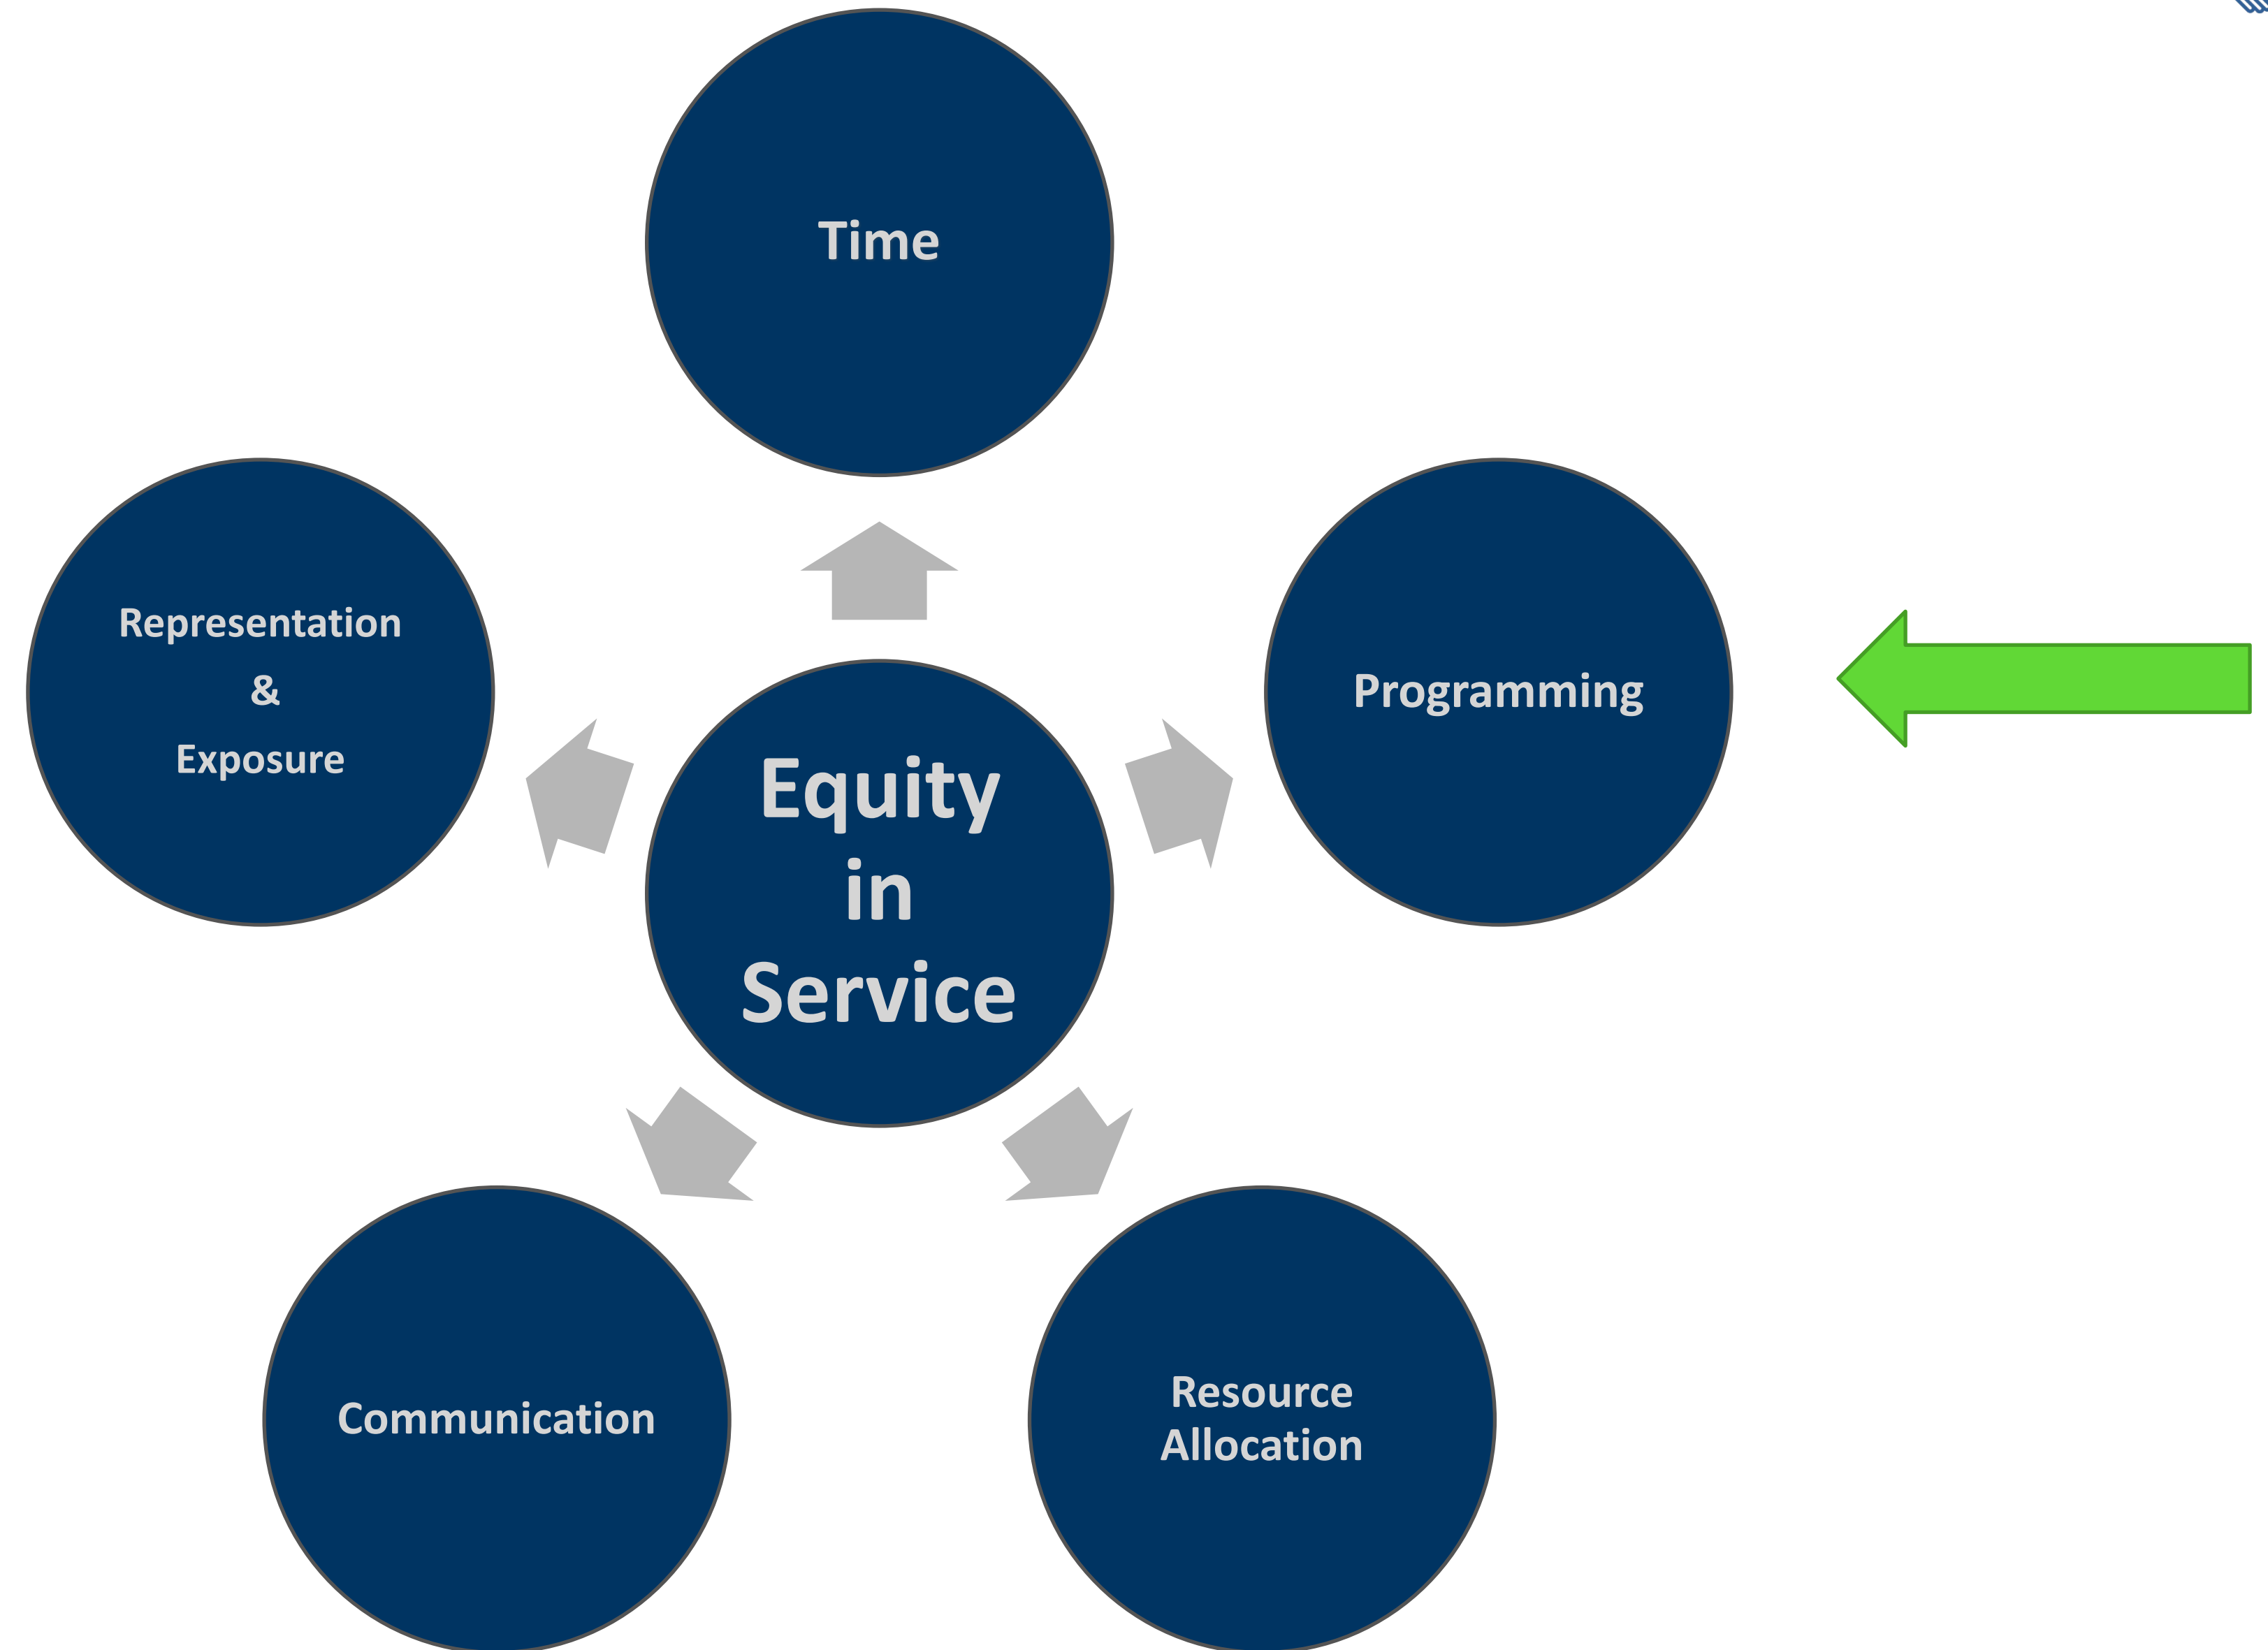 Time
Representation
&
Exposure
Programming
Equity
in
Service
Communication
Resource
Allocation